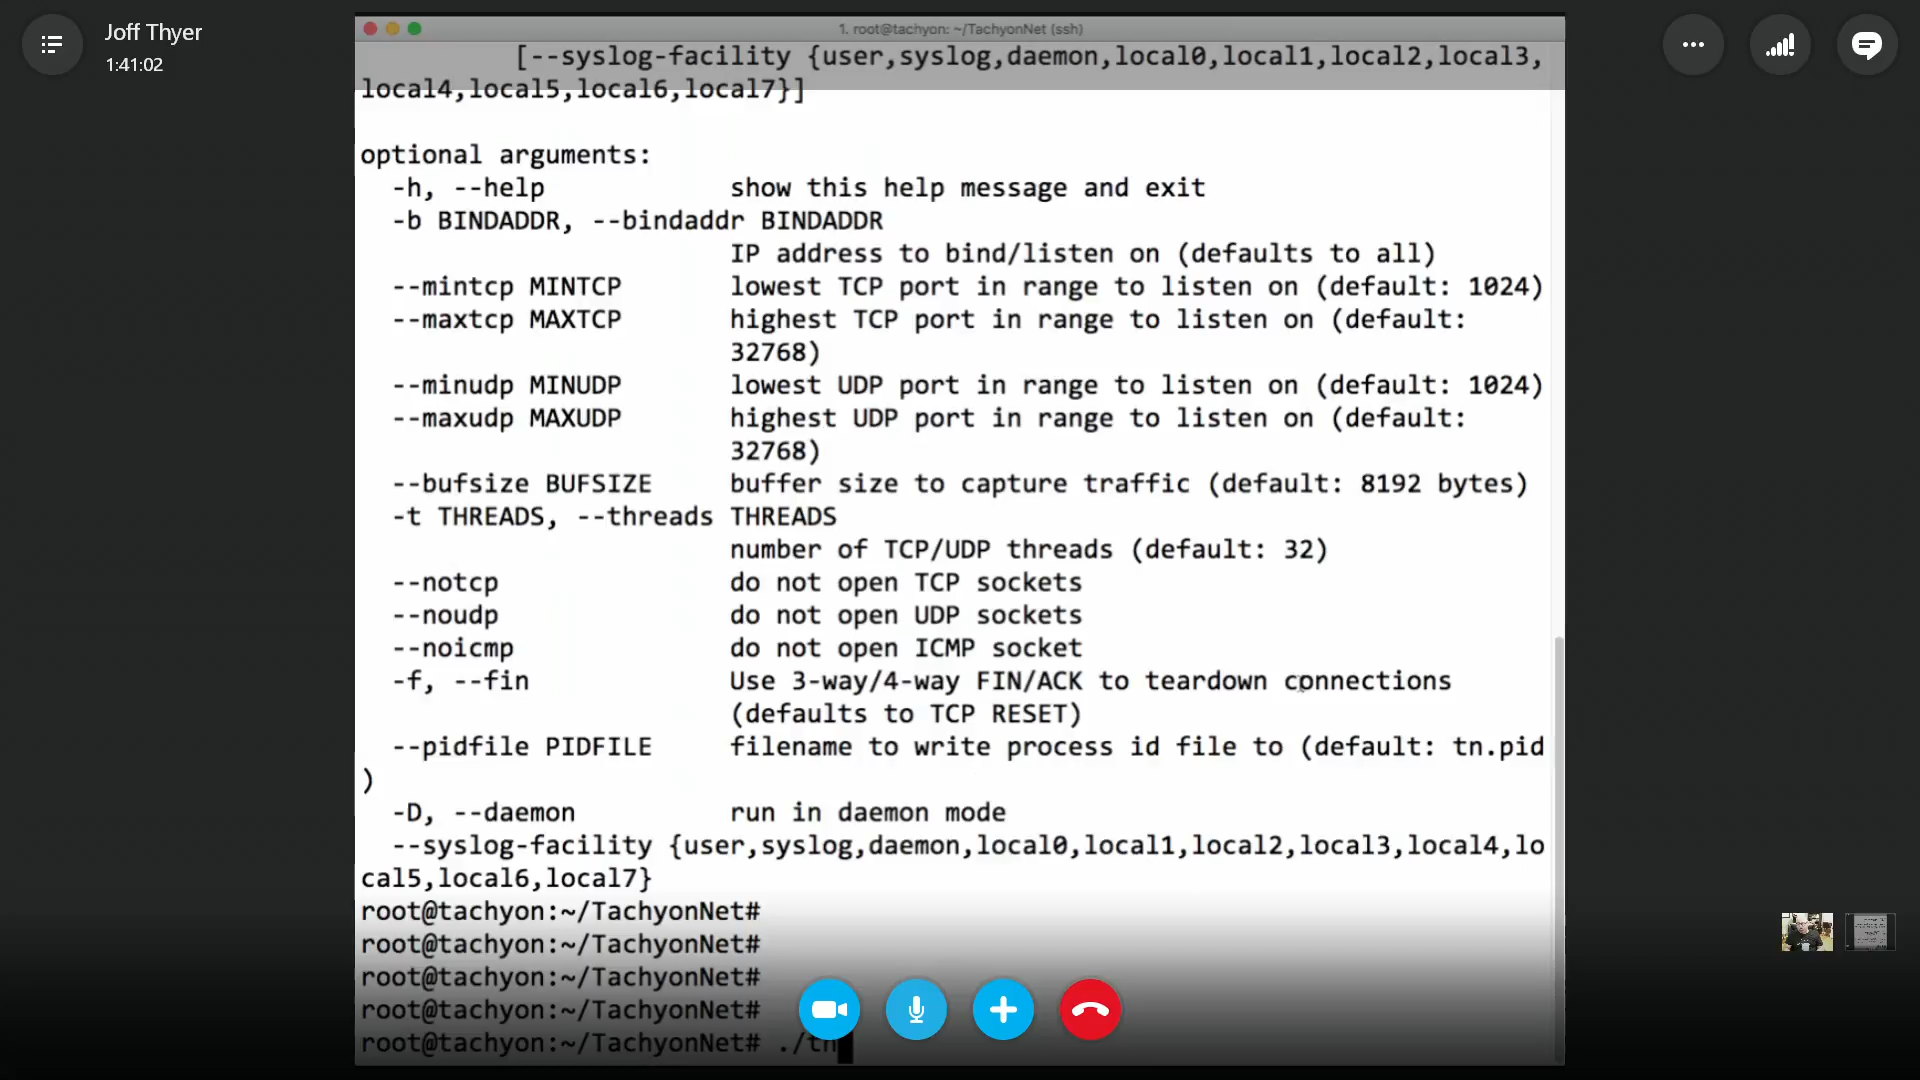 Joff Thyer
1:41:02
1. root@tachyon: ~/TachyonNet (ssh)
[--syslog-facility {user,syslog,daemon,local0,local1,local2,local3,
local4,local5,local6,local7}]
optional arguments:
-h, --help show this help message and exit
-b BINDADDR, --bindaddr BINDADDR
IP address to bind/listen on (defaults to all)
--mintcp MINTCP lowest TCP port in range to listen on (default: 1024)
--maxtcp MAXTCP highest TCP port in range to listen on (default:
32768)
--minudp MINUDP lowest UDP port in range to listen on (default: 1024)
--maxudp MAXUDP highest UDP port in range to listen on (default:
32768)
--bufsize BUFSIZE buffer size to capture traffic (default: 8192 bytes)
-t THREADS, --threads THREADS
number of TCP/UDP threads (default: 32)
--notcp do not open TCP sockets
--noudp do not open UDP sockets
--noicmp do not open ICMP socket
-f, --fin Use 3-way/4-way FIN/ACK to teardown connections
(defaults to TCP RESET)
--pidfile PIDFILE filename to write process id file to (default: tn.pid
)
-D, --daemon run in daemon mode
--syslog-facility {user,syslog,daemon,local0,local1,local2,local3,local4,lo
cal5,local6,local7}
root@tachyon:~/TachyonNet#
root@tachyon:~/TachyonNet#
root@tachyon:~/TachyonNet#
root@tachyon:~/TachyonNet#
root@tachyon:~/TachyonNet# ./tn